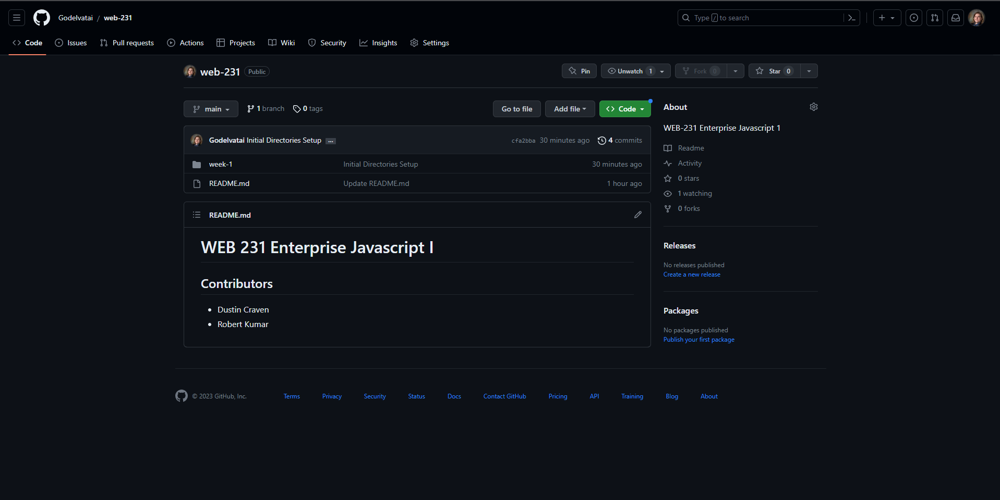 Godelvatai / web-231
Type / to search
Code Issues Pull requests Actions Projects Wiki Security Insights Settings
web-231 Public
Pin Unwatch 1 Fork 0 Star 0
main 1 branch 0 tags Go to file Add file Code
Godelvatai Initial Directories Setup ... cfa2bba 30 minutes ago 4 commits
week-1 Initial Directories Setup 30 minutes ago
README.md Update README.md 1 hour ago
README.md
WEB 231 Enterprise Javascript I
Contributors
• Dustin Craven
• Robert Kumar
About
WEB-231 Enterprise Javascript 1
Readme
Activity
0 stars
1 watching
0 forks
Releases
No releases published
Create a new release
Packages
No packages published
Publish your first package
© 2023 GitHub, Inc. Terms Privacy Security Status Docs Contact GitHub Pricing API Training Blog About